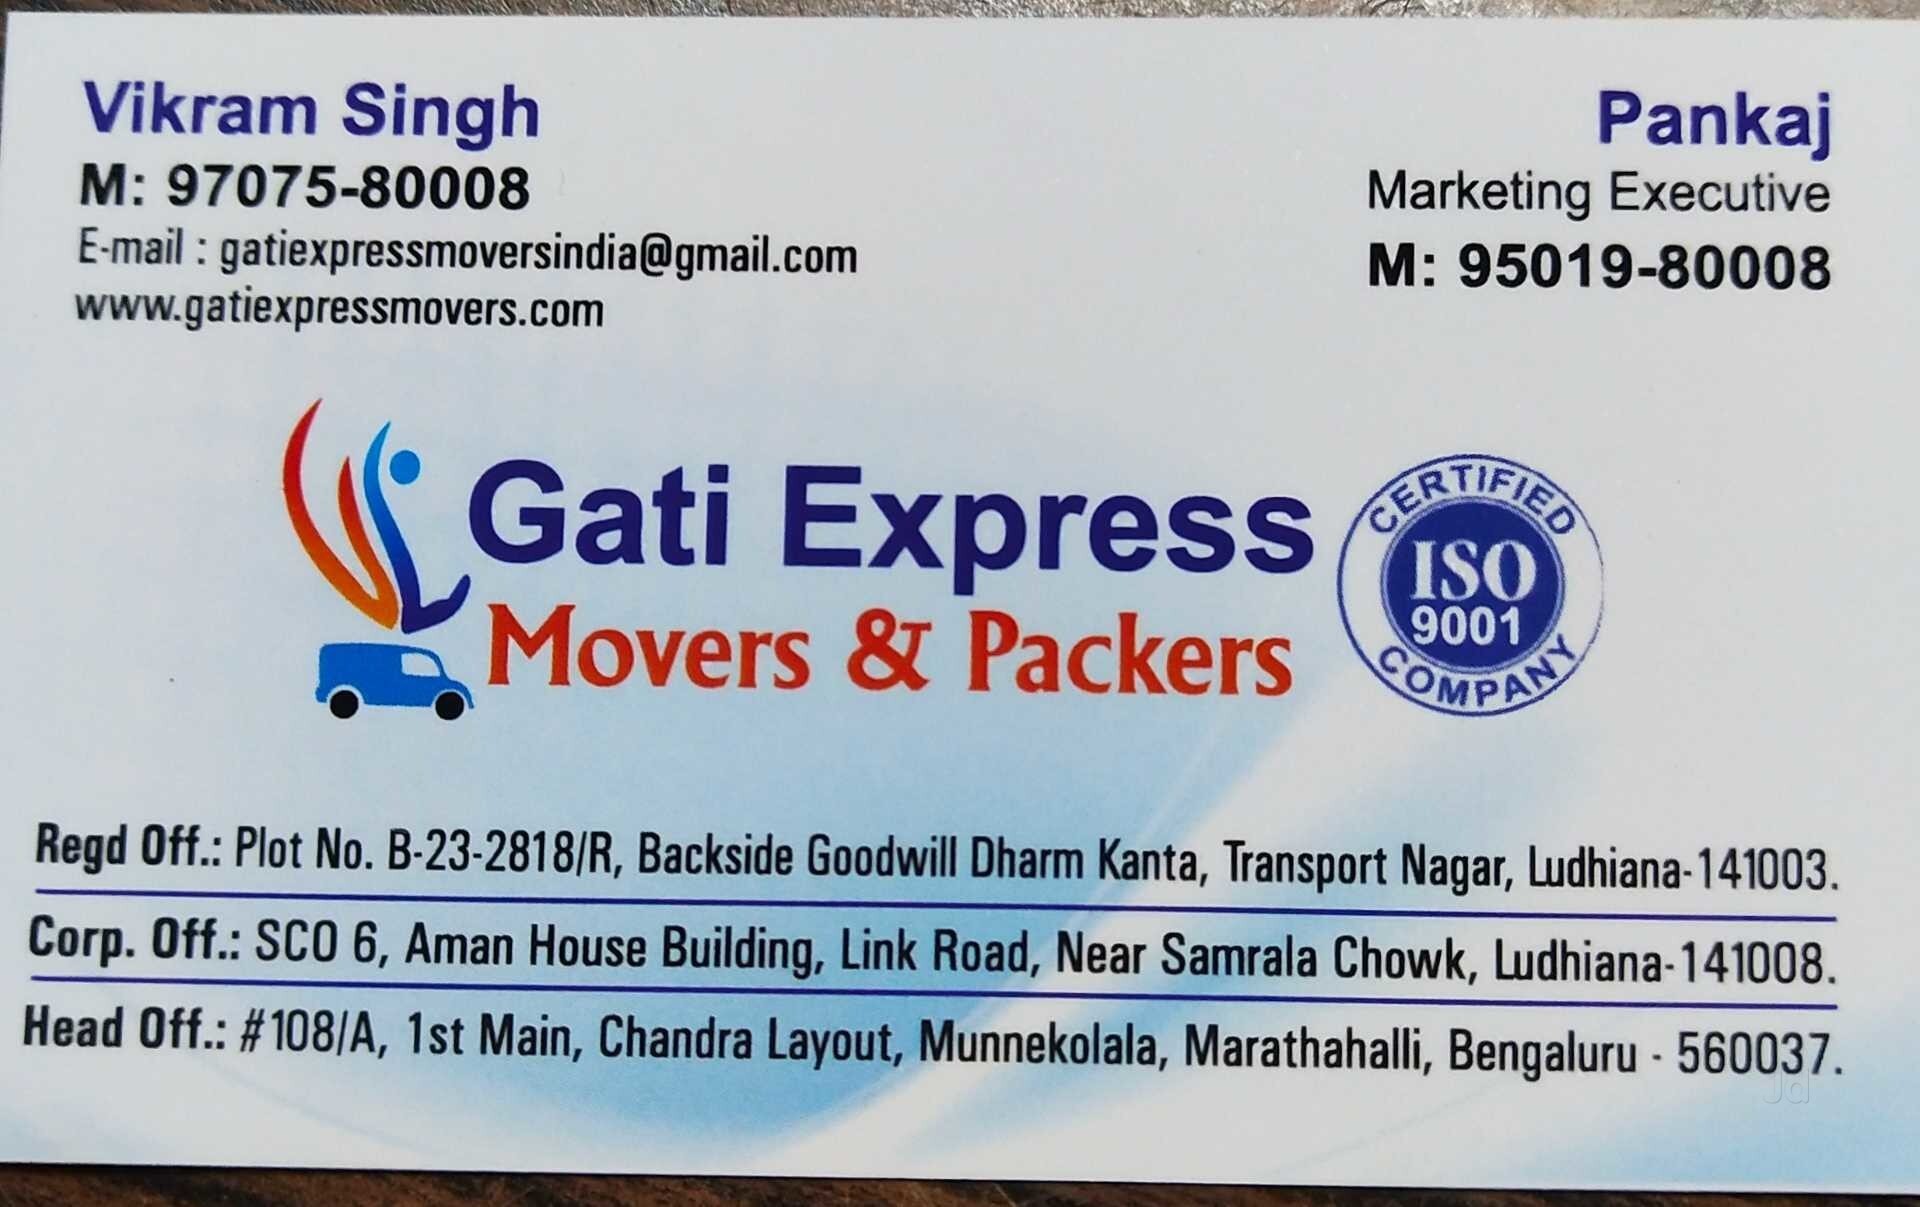 Vikram Singh
M: 97075-80008
E-mail : gatiexpressmoversindia@gmail.com
www.gatiexpressmovers.com
Pankaj
Marketing Executive
M: 95019-80008
Gati Express
Movers & Packers
CERTIFIED
ISO
9001
COMPANY
Regd Off.: Plot No. B-23-2818/R, Backside Goodwill Dharm Kanta, Transport Nagar, Ludhiana-141003.
Corp. Off.: SCO 6, Aman House Building, Link Road, Near Samrala Chowk, Ludhiana-141008.
Head Off.: #108/A, 1st Main, Chandra Layout, Munnekolala, Marathahalli, Bengaluru - 560037.
Jd